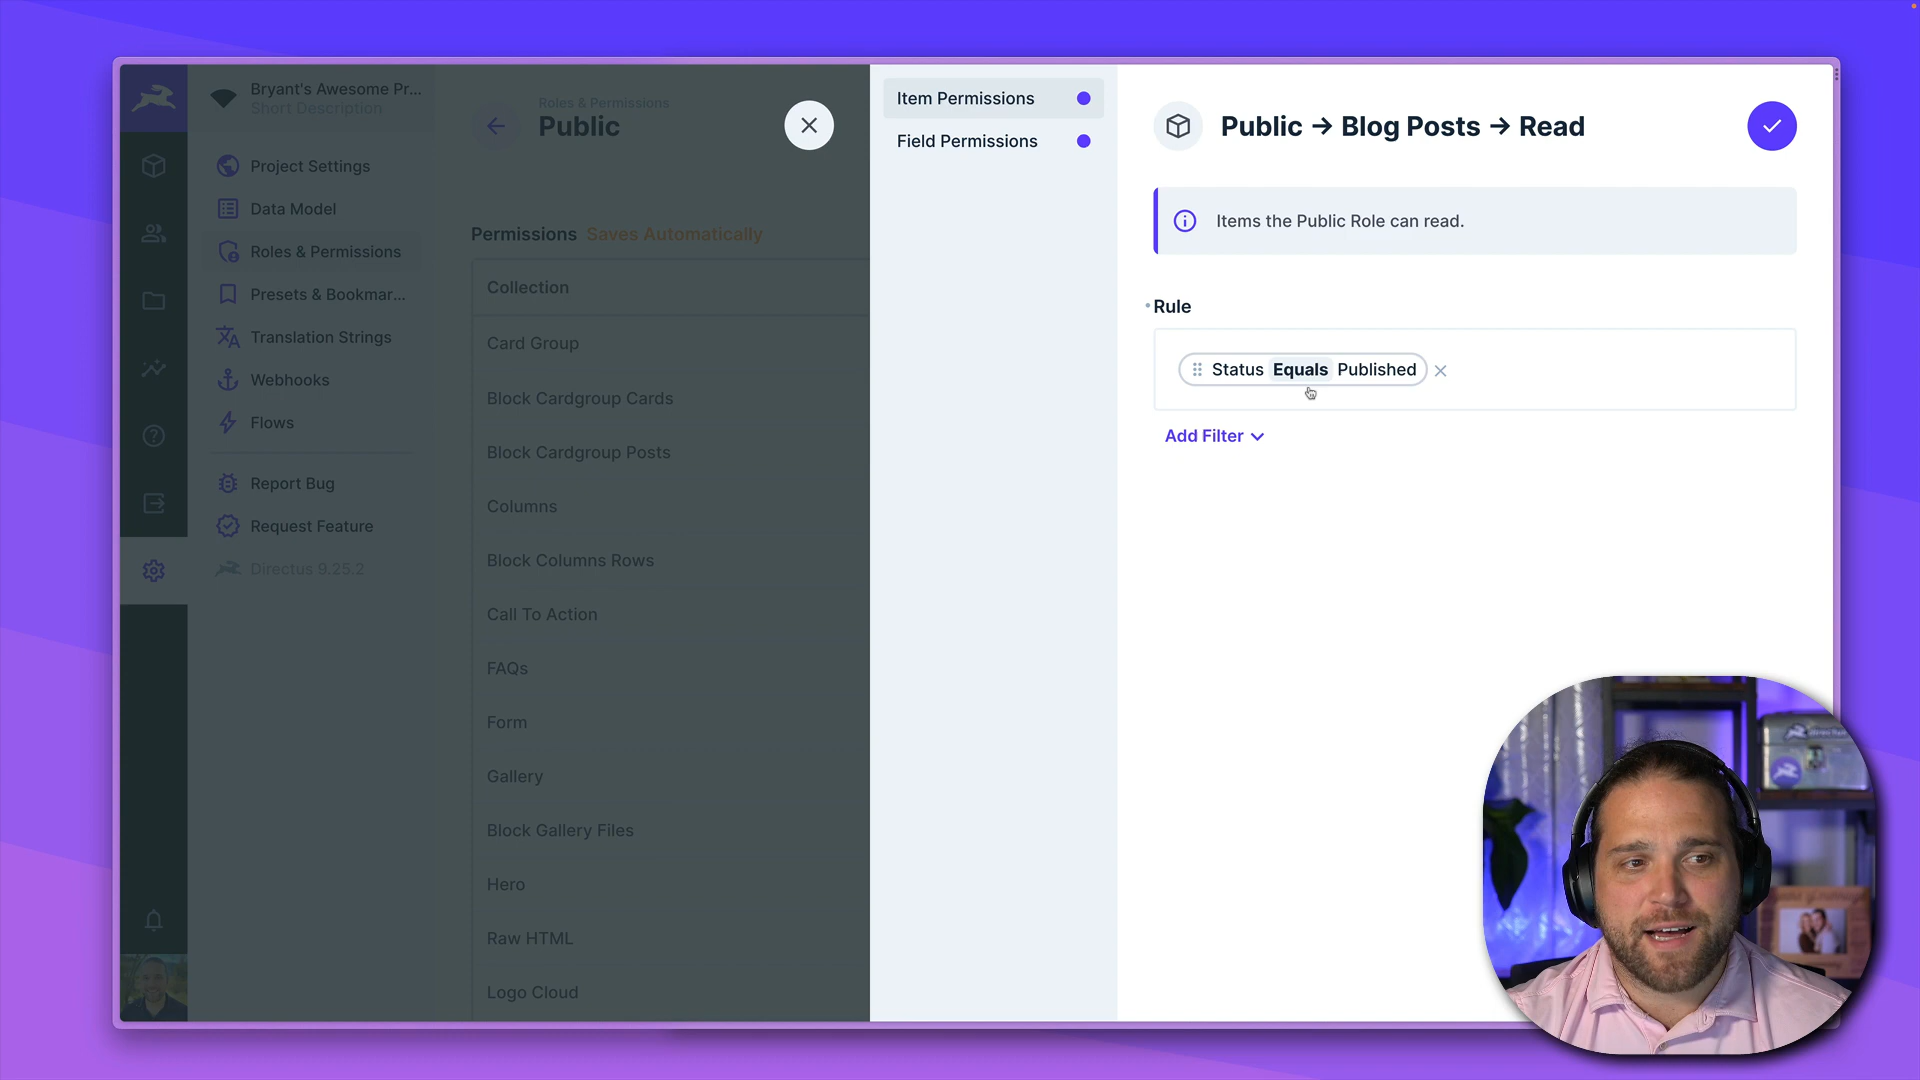 Bryant's Awesome Pr...
Short Description
Project Settings
Data Model
Roles & Permissions
Presets & Bookmar...
Translation Strings
Webhooks
Flows
Report Bug
Request Feature
Directus 9.25.2
Roles & Permissions
Public
Permissions Saves Automatically
Collection
Card Group
Block Cardgroup Cards
Block Cardgroup Posts
Columns
Block Columns Rows
Call To Action
FAQs
Form
Gallery
Block Gallery Files
Hero
Raw HTML
Logo Cloud
Item Permissions
Field Permissions
Public → Blog Posts → Read
Items the Public Role can read.
Rule
Status Equals Published
Add Filter